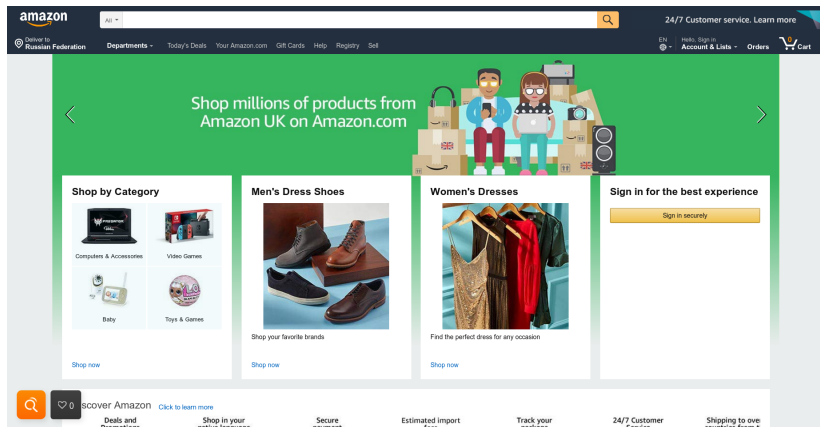 amazon
All
24/7 Customer service. Learn more
Deliver to
Russian Federation
Departments
Today's Deals
Your Amazon.com
Gift Cards
Help
Registry
Sell
EN
Hello, Sign in
Account & Lists
Orders
0
Cart
Shop millions of products from
Amazon UK on Amazon.com
Shop by Category
PREDATOR
Computers & Accessories
Video Games
Baby
Toys & Games
Shop now
Men's Dress Shoes
Shop your favorite brands
Shop now
Women's Dresses
Find the perfect dress for any occasion
Shop now
Sign in for the best experience
Sign in securely
0
scover Amazon
Click to learn more
Deals and
Shop in your
Secure
Estimated import
Track your
24/7 Customer
Shipping to over